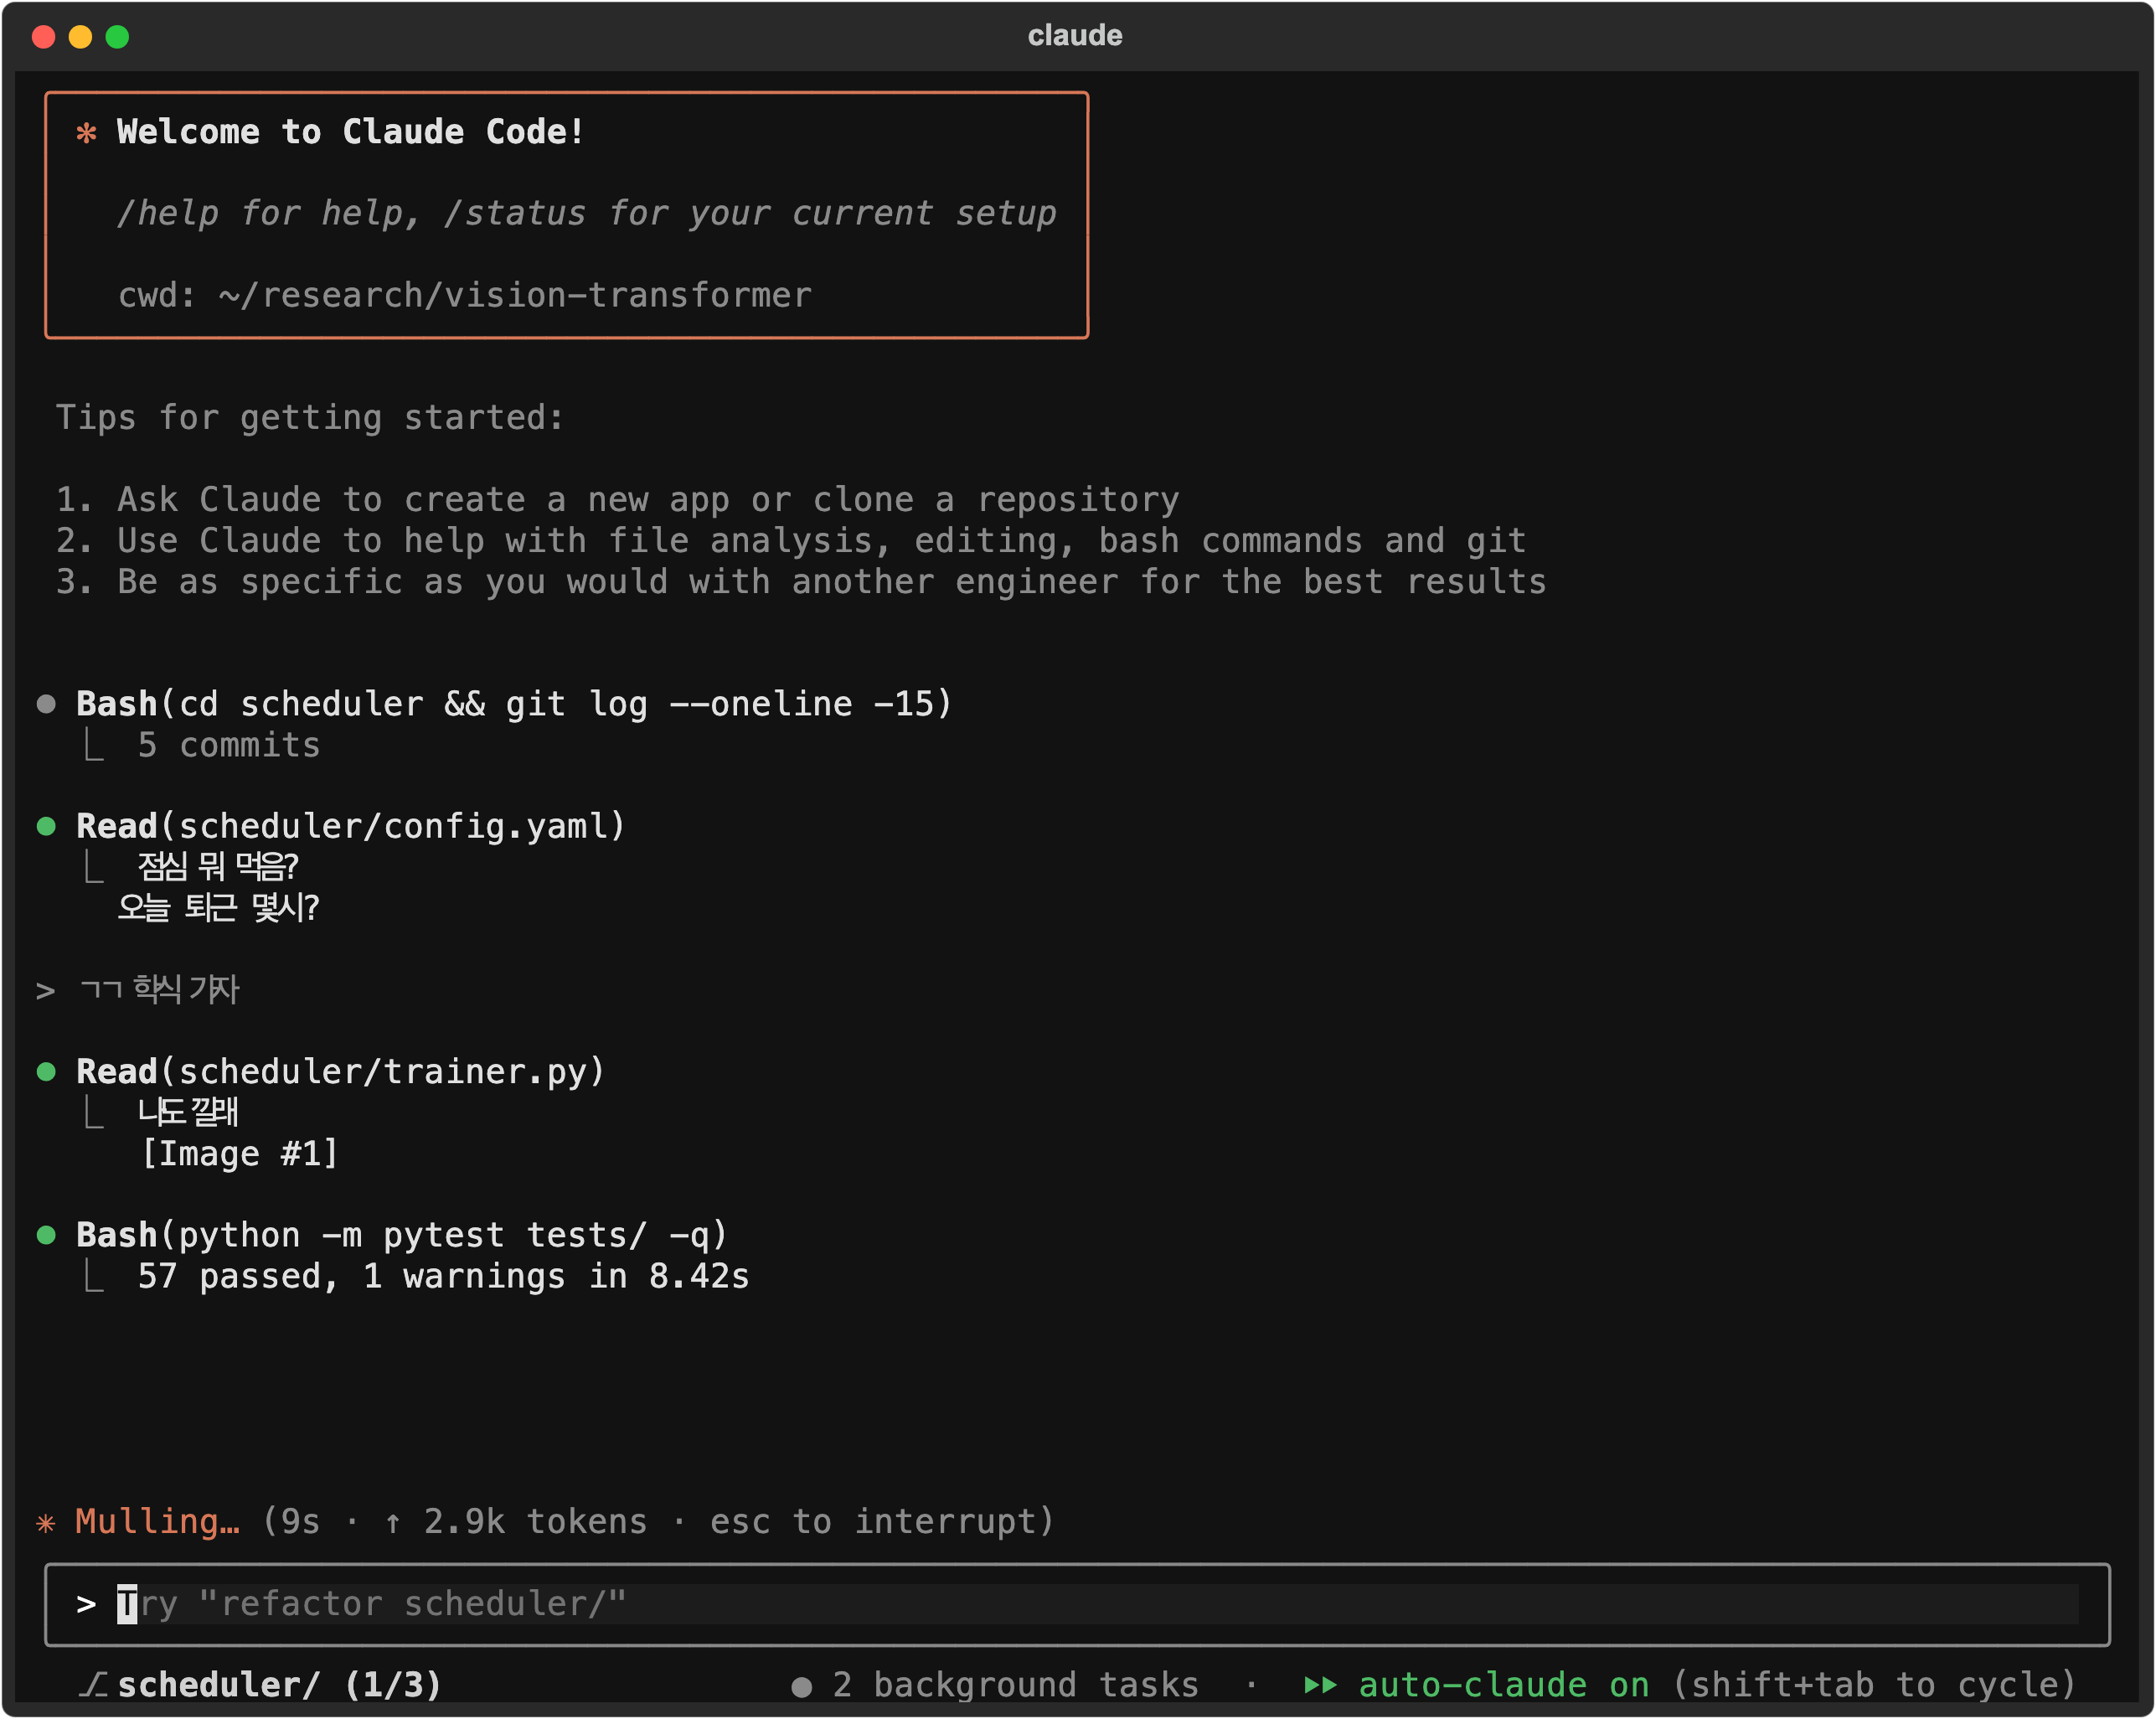 claude
✻ Welcome to Claude Code!
/help for help, /status for your current setup
cwd: ~/research/vision-transformer
Tips for getting started:
1. Ask Claude to create a new app or clone a repository
2. Use Claude to help with file analysis, editing, bash commands and git
3. Be as specific as you would with another engineer for the best results
● Bash(cd scheduler && git log --oneline -15)
⎿ 5 commits
● Read(scheduler/config.yaml)
⎿ 점심 뭐 먹음?
오늘 퇴근 몇시?
> ㄱㄱ 학식 가자
● Read(scheduler/trainer.py)
⎿ 나도 낄래
[Image #1]
● Bash(python -m pytest tests/ -q)
⎿ 57 passed, 1 warnings in 8.42s
✳ Mulling… (9s · ↑ 2.9k tokens · esc to interrupt)
> Try "refactor scheduler/"
⎇ scheduler/ (1/3) ● 2 background tasks · ▶▶ auto-claude on (shift+tab to cycle)